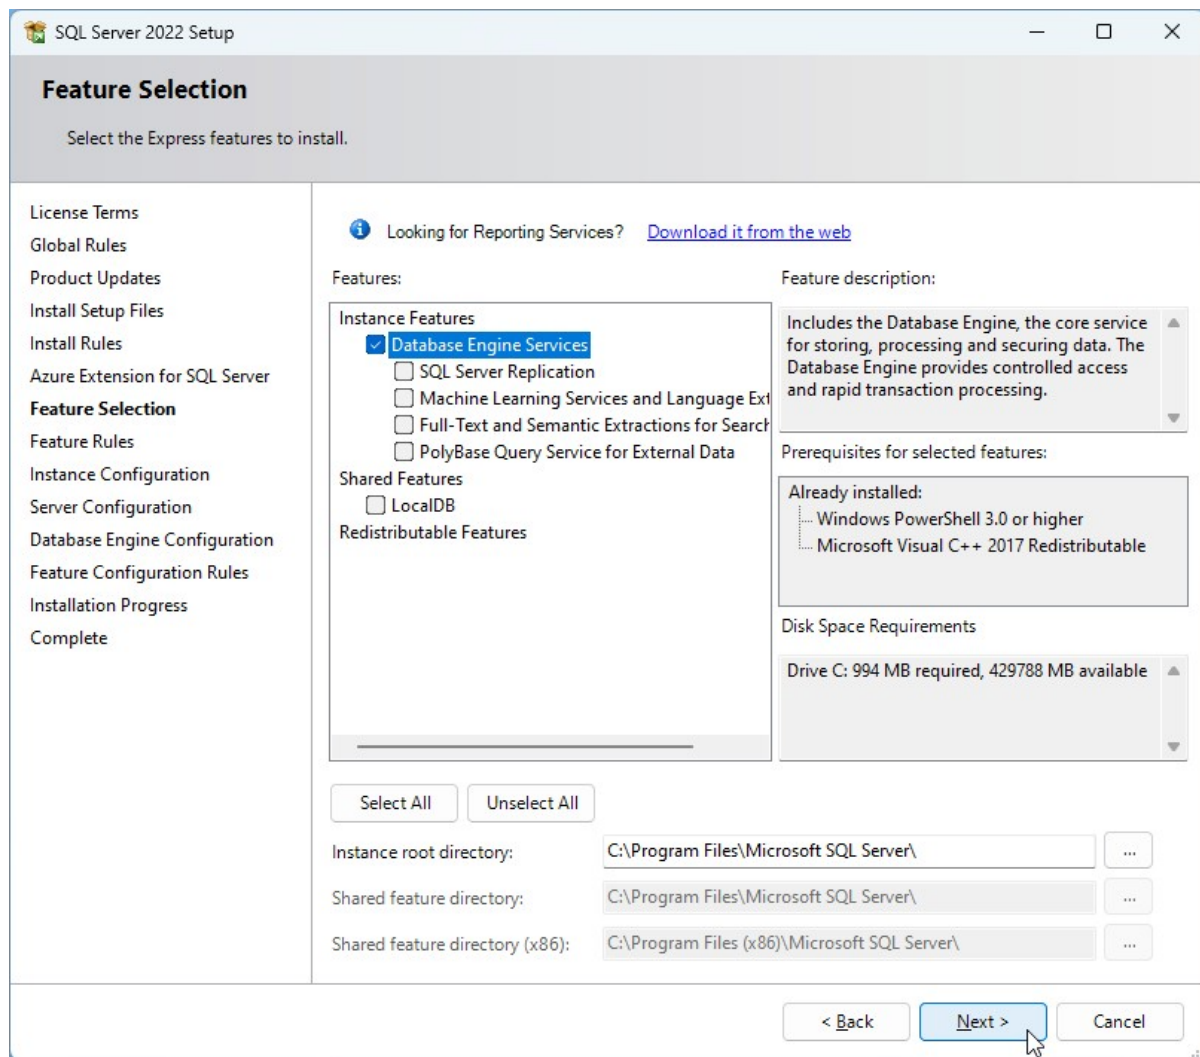 SQL Server 2022 Setup
Feature Selection
Select the Express features to install.
License Terms
Global Rules
Product Updates
Install Setup Files
Install Rules
Azure Extension for SQL Server
Feature Selection
Feature Rules
Instance Configuration
Server Configuration
Database Engine Configuration
Feature Configuration Rules
Installation Progress
Complete
Looking for Reporting Services? Download it from the web
Features:
Instance Features
Database Engine Services
SQL Server Replication
Machine Learning Services and Language Ext
Full-Text and Semantic Extractions for Search
PolyBase Query Service for External Data
Shared Features
LocalDB
Redistributable Features
Feature description:
Includes the Database Engine, the core service
for storing, processing and securing data. The
Database Engine provides controlled access
and rapid transaction processing.
Prerequisites for selected features:
Already installed:
Windows PowerShell 3.0 or higher
Microsoft Visual C++ 2017 Redistributable
Disk Space Requirements
Drive C: 994 MB required, 429788 MB available
Select All
Unselect All
Instance root directory: C:\Program Files\Microsoft SQL Server\ ...
Shared feature directory: C:\Program Files\Microsoft SQL Server\ ...
Shared feature directory (x86): C:\Program Files (x86)\Microsoft SQL Server\ ...
< Back
Next >
Cancel